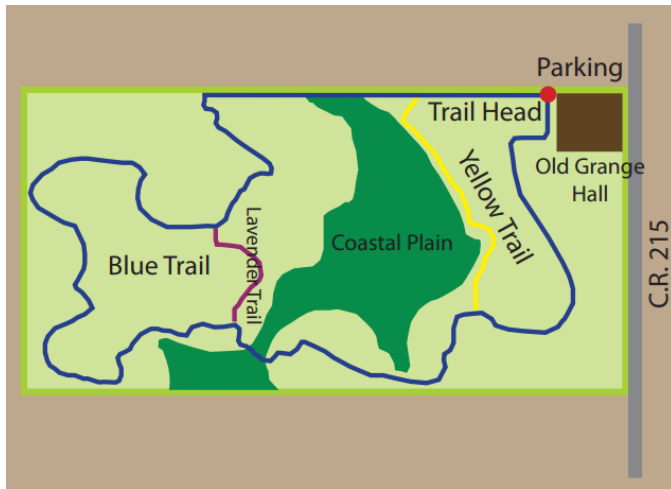 Parking
Trail Head
Old Grange
Hall
Yellow Trail
Lavender Trail
Coastal Plain
Blue Trail
C.R. 215